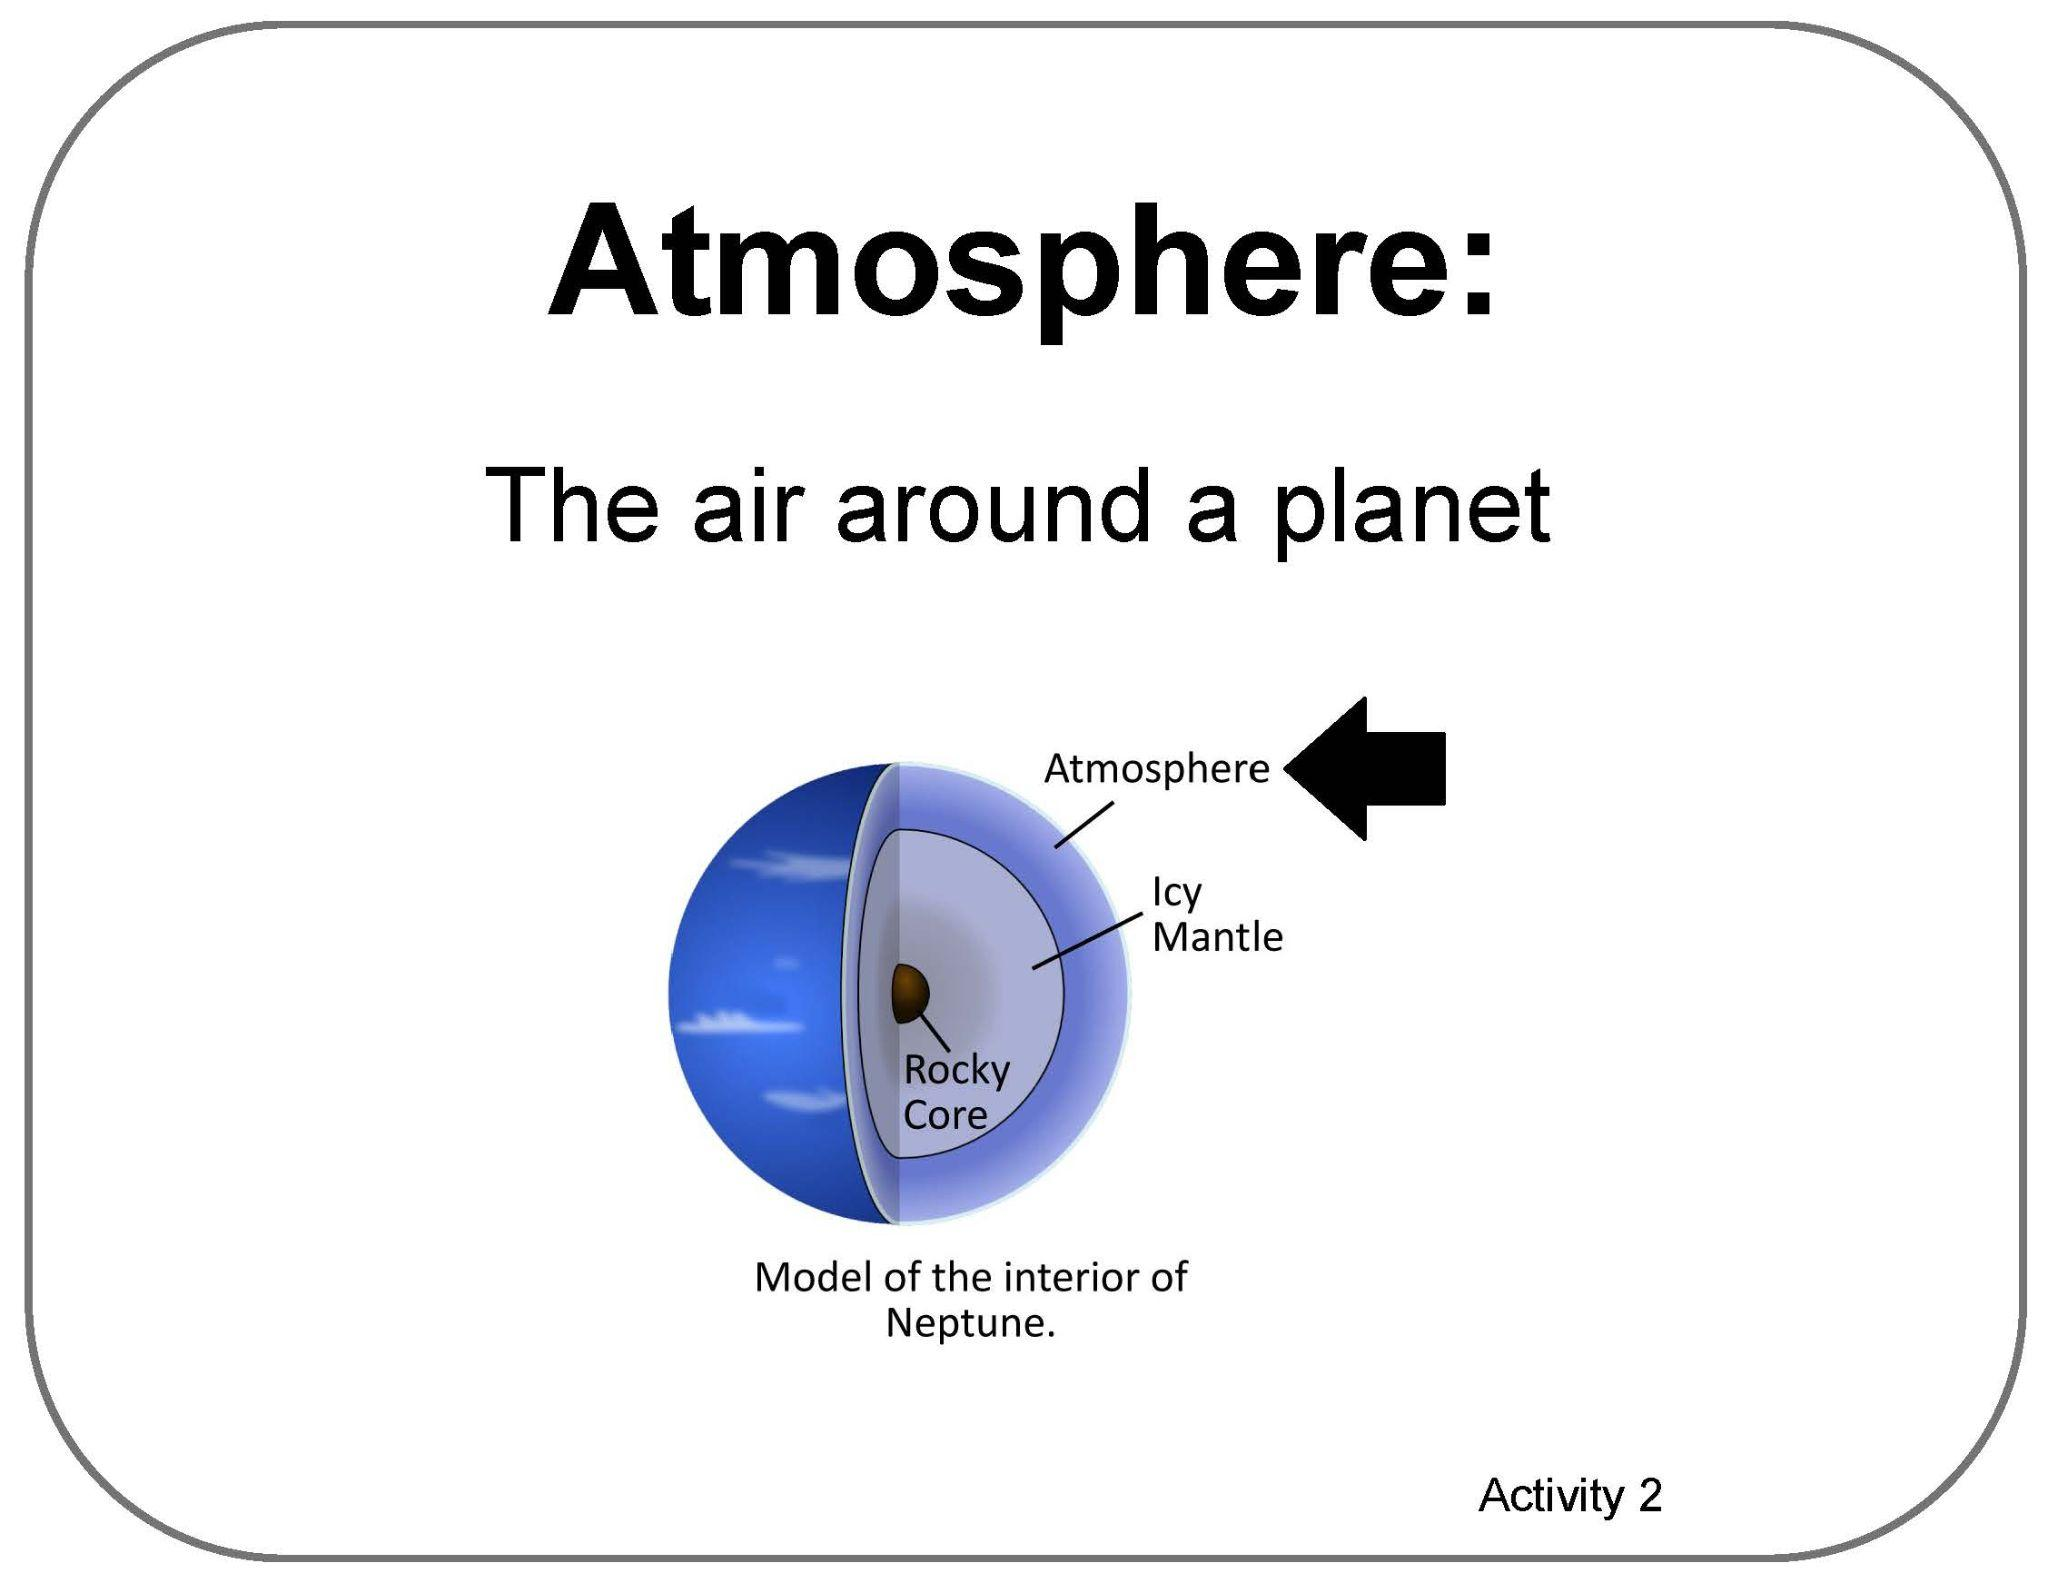 Atmosphere:
The air around a planet
Atmosphere
Icy
Mantle
Rocky
Core
Model of the interior of
Neptune.
Activity 2